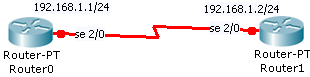 192.168.1.1/24
192.168.1.2/24
se 2/0
se 2/0
Router-PT
Router0
Router-PT
Router1